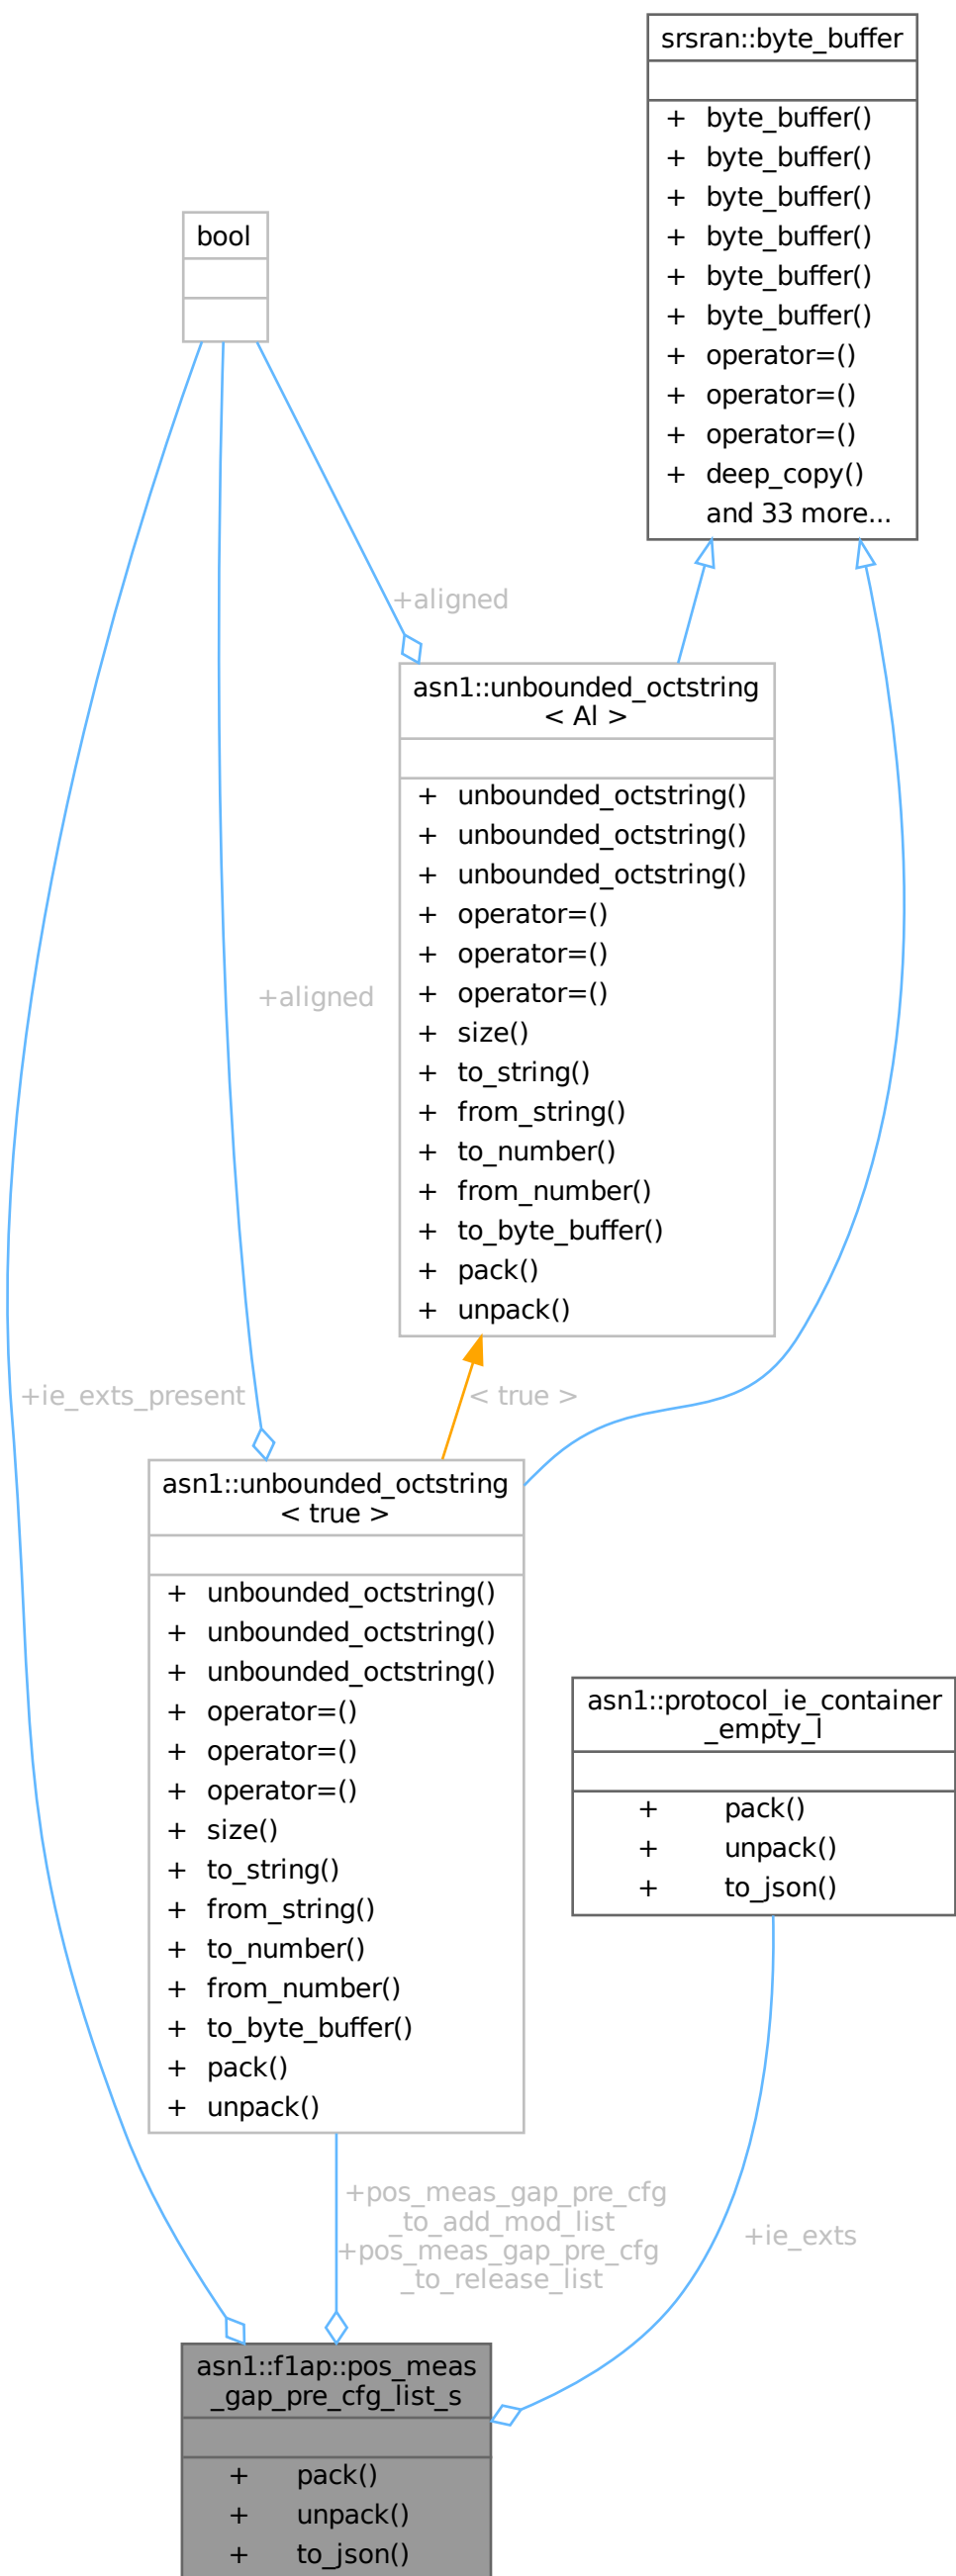 srsran::byte_buffer
+ byte_buffer()
+ byte_buffer()
+ byte_buffer()
+ byte_buffer()
+ byte_buffer()
+ byte_buffer()
+ operator=()
+ operator=()
+ operator=()
+ deep_copy()
and 33 more...
bool
+aligned
asn1::unbounded_octstring
< Al >
+ unbounded_octstring()
+ unbounded_octstring()
+ unbounded_octstring()
+ operator=()
+ operator=()
+ operator=()
+ size()
+ to_string()
+ from_string()
+ to_number()
+ from_number()
+ to_byte_buffer()
+ pack()
+ unpack()
+aligned
+ie_exts_present
< true >
asn1::unbounded_octstring
< true >
+ unbounded_octstring()
+ unbounded_octstring()
+ unbounded_octstring()
+ operator=()
+ operator=()
+ operator=()
+ size()
+ to_string()
+ from_string()
+ to_number()
+ from_number()
+ to_byte_buffer()
+ pack()
+ unpack()
asn1::protocol_ie_container
_empty_l
+ pack()
+ unpack()
+ to_json()
+pos_meas_gap_pre_cfg
_to_add_mod_list
+pos_meas_gap_pre_cfg
_to_release_list
+ie_exts
asn1::f1ap::pos_meas
_gap_pre_cfg_list_s
+ pack()
+ unpack()
+ to_json()